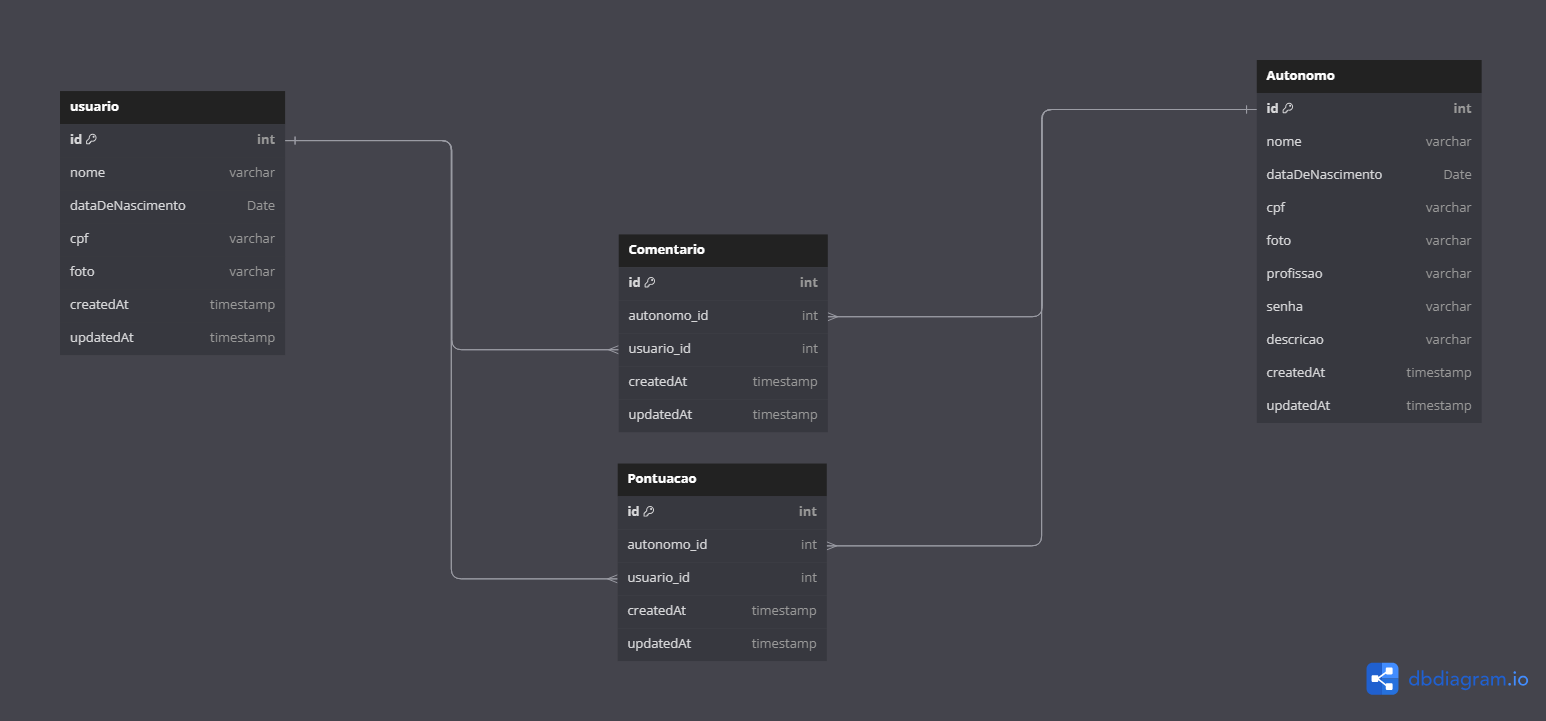 usuario
id int
nome varchar
dataDeNascimento Date
cpf varchar
foto varchar
createdAt timestamp
updatedAt timestamp
Comentario
id int
autonomo_id int
usuario_id int
createdAt timestamp
updatedAt timestamp
Pontuacao
id int
autonomo_id int
usuario_id int
createdAt timestamp
updatedAt timestamp
Autonomo
id int
nome varchar
dataDeNascimento Date
cpf varchar
foto varchar
profissao varchar
senha varchar
descricao varchar
createdAt timestamp
updatedAt timestamp
dbdiagram.io